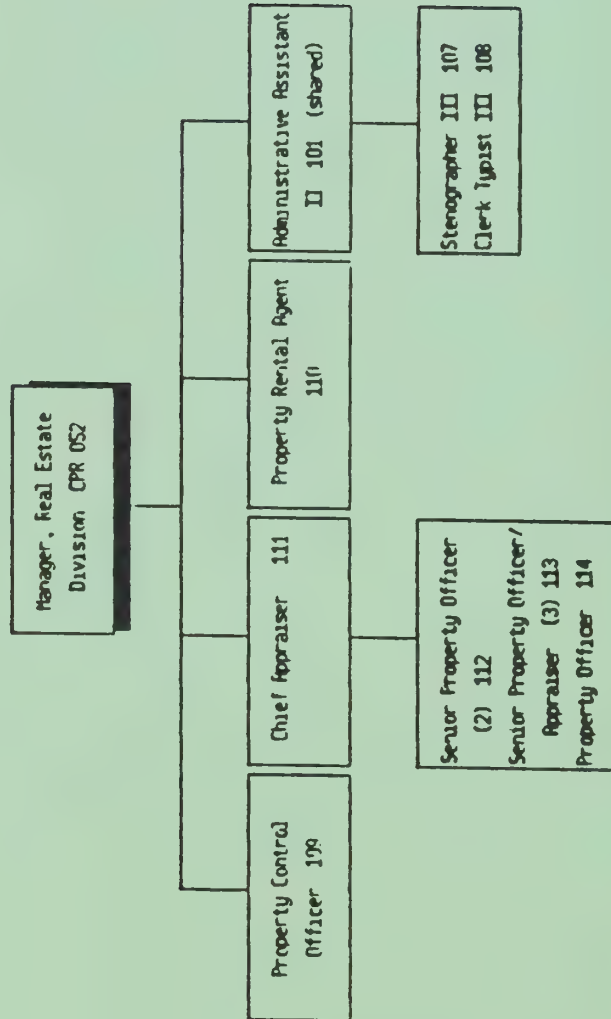 Manager, Real Estate
Division CPR 052
Property Control
Officer 109
Chief Appraiser 111
Property Rental Agent
110
Administrative Assistant
II 101 (shared)
Senior Property Officer
(2) 112
Senior Property Officer/
Appraiser (3) 113
Property Officer 114
Stenographer III 107
Clerk Typist III 108